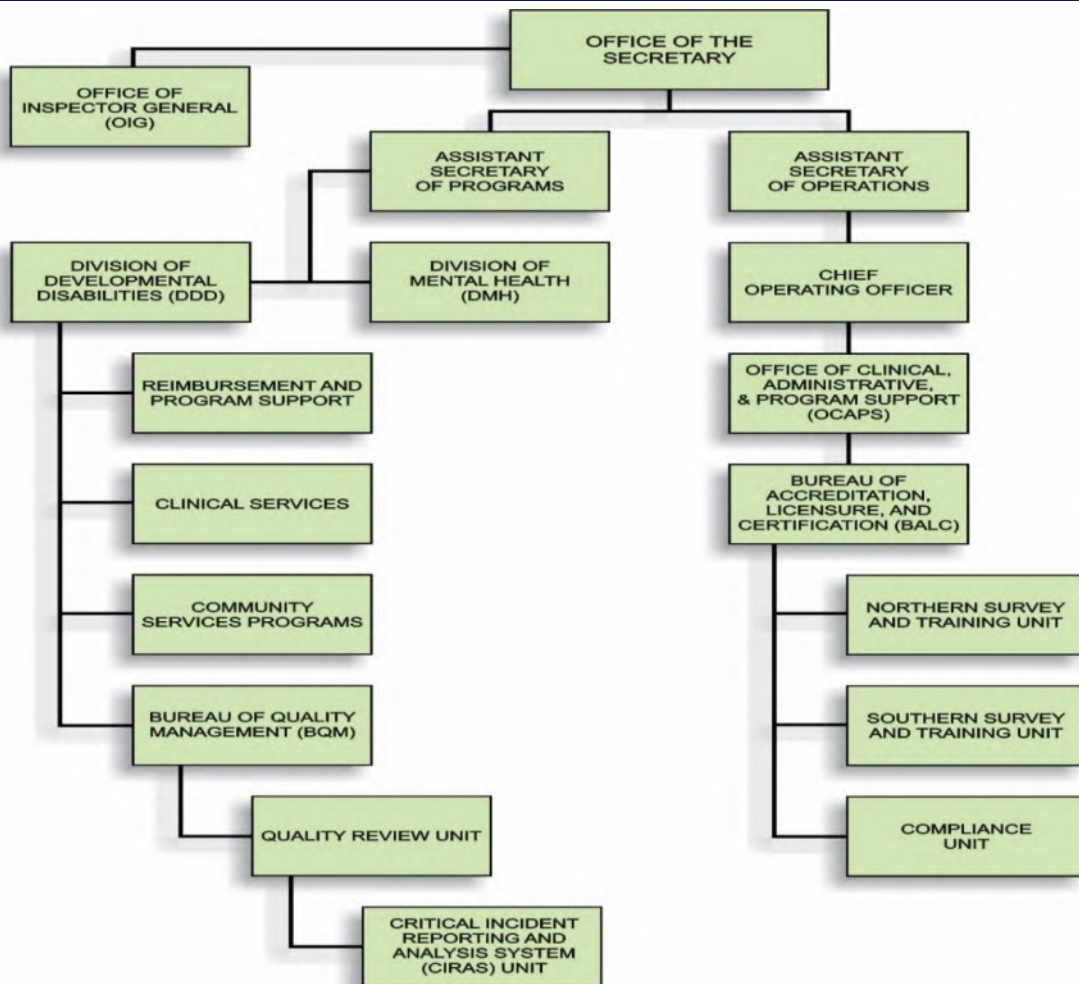 OFFICE OF THE
SECRETARY
OFFICE OF
INSPECTOR GENERAL
(OIG)
ASSISTANT
SECRETARY
OF PROGRAMS
ASSISTANT
SECRETARY
OF OPERATIONS
DIVISION OF
DEVELOPMENTAL
DISABILITIES (DDD)
DIVISION OF
MENTAL HEALTH
(DMH)
CHIEF
OPERATING OFFICER
REIMBURSEMENT AND
PROGRAM SUPPORT
OFFICE OF CLINICAL,
ADMINISTRATIVE,
& PROGRAM SUPPORT
(OCAPS)
CLINICAL SERVICES
BUREAU OF
ACCREDITATION,
LICENSURE, AND
CERTIFICATION (BALC)
COMMUNITY
SERVICES PROGRAMS
NORTHERN SURVEY
AND TRAINING UNIT
BUREAU OF QUALITY
MANAGEMENT (BQM)
SOUTHERN SURVEY
AND TRAINING UNIT
QUALITY REVIEW UNIT
COMPLIANCE
UNIT
CRITICAL INCIDENT
REPORTING AND
ANALYSIS SYSTEM
(CIRAS) UNIT